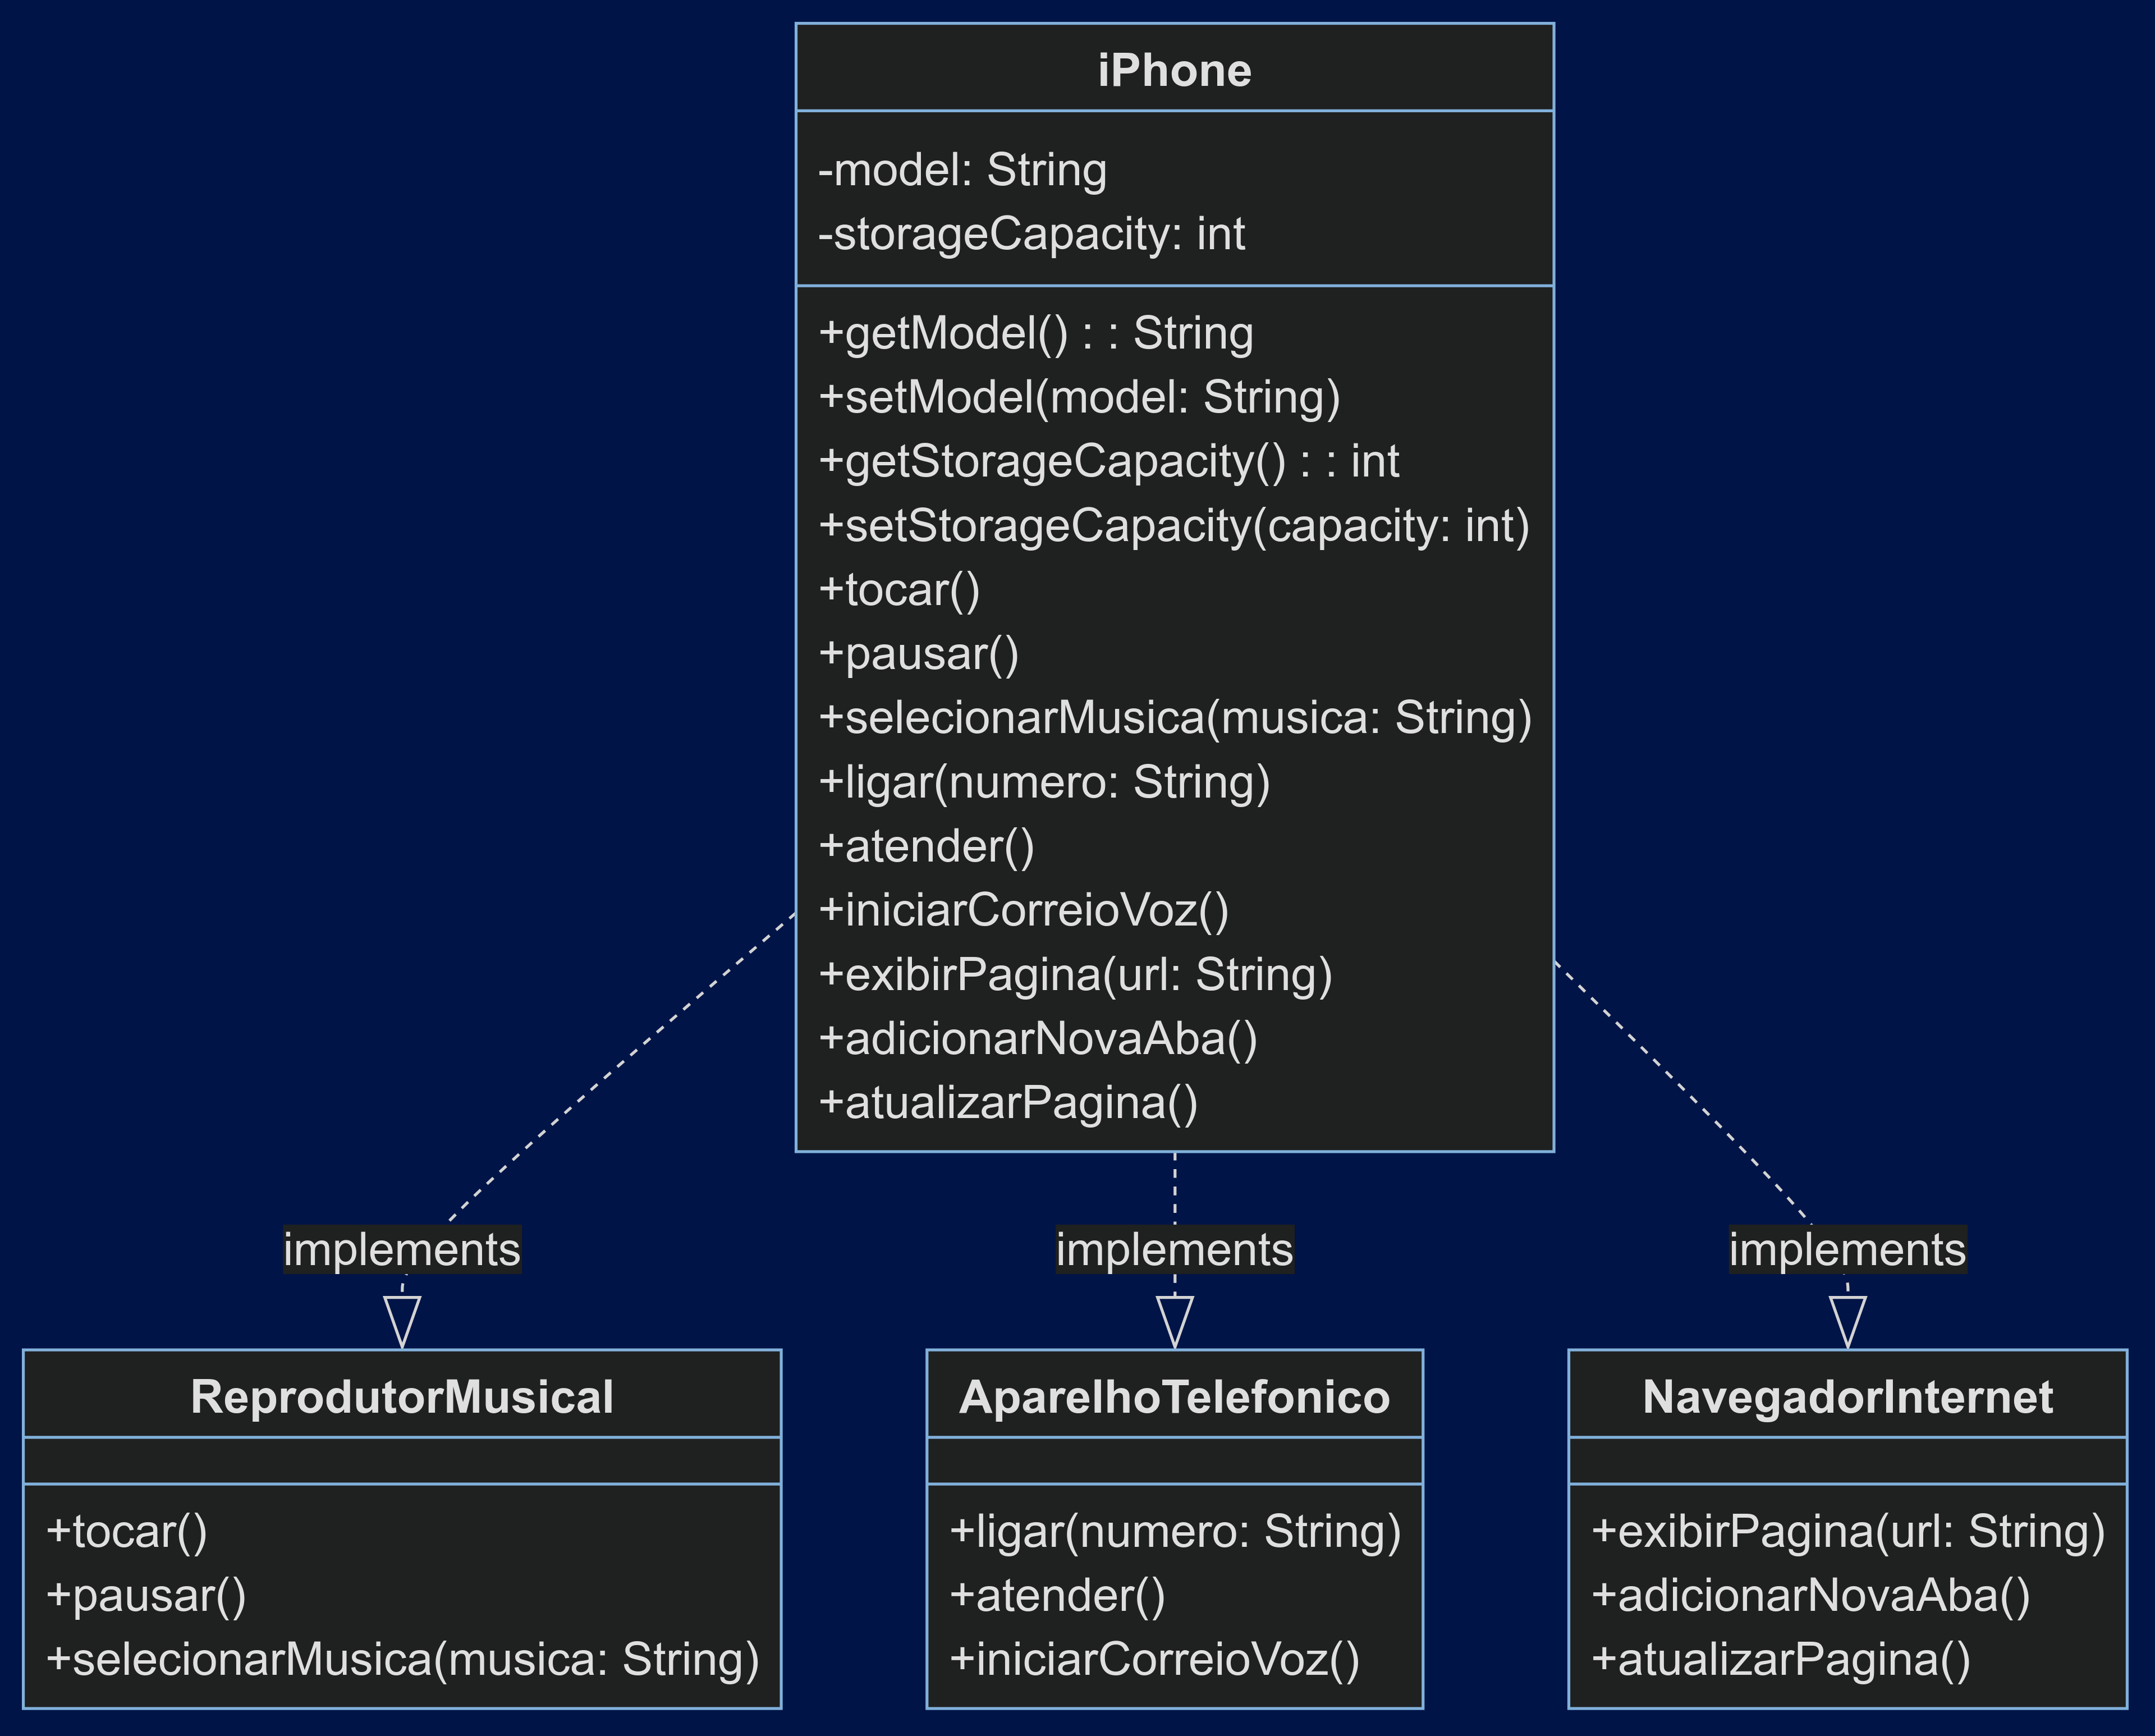 iPhone
-model: String
-storageCapacity: int
+getModel() : : String
+setModel(model: String)
+getStorageCapacity() : : int
+setStorageCapacity(capacity: int)
+tocar()
+pausar()
+selecionarMusica(musica: String)
+ligar(numero: String)
+atender()
+iniciarCorreioVoz()
+exibirPagina(url: String)
+adicionarNovaAba()
+atualizarPagina()
implements
implements
implements
ReprodutorMusical
+tocar()
+pausar()
+selecionarMusica(musica: String)
AparelhoTelefonico
+ligar(numero: String)
+atender()
+iniciarCorreioVoz()
NavegadorInternet
+exibirPagina(url: String)
+adicionarNovaAba()
+atualizarPagina()